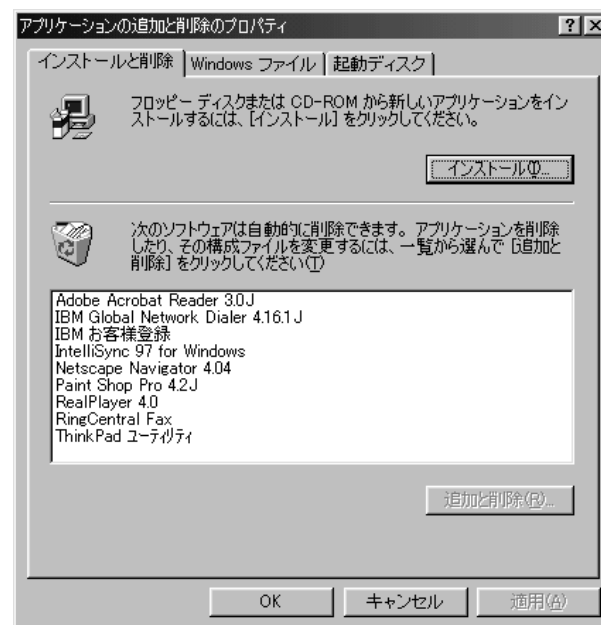 アプリケーションの追加と削除のプロパティ
インストールと削除
Windows ファイル
起動ディスク
フロッピー ディスクまたは CD-ROM から新しいアプリケーションをイン
ストールするには、[インストール] をクリックしてください。
インストール(I)...
次のソフトウェアは自動的に削除できます。アプリケーションを削除
したり、その構成ファイルを変更するには、一覧から選んで [追加と
削除] をクリックしてください(T)
Adobe Acrobat Reader 3.0J
IBM Global Network Dialer 4.16.1J
IBM お客様登録
IntelliSync 97 for Windows
Netscape Navigator 4.04
Paint Shop Pro 4.2J
RealPlayer 4.0
RingCentral Fax
ThinkPad ユーティリティ
追加と削除(R)...
OK
キャンセル
適用(A)